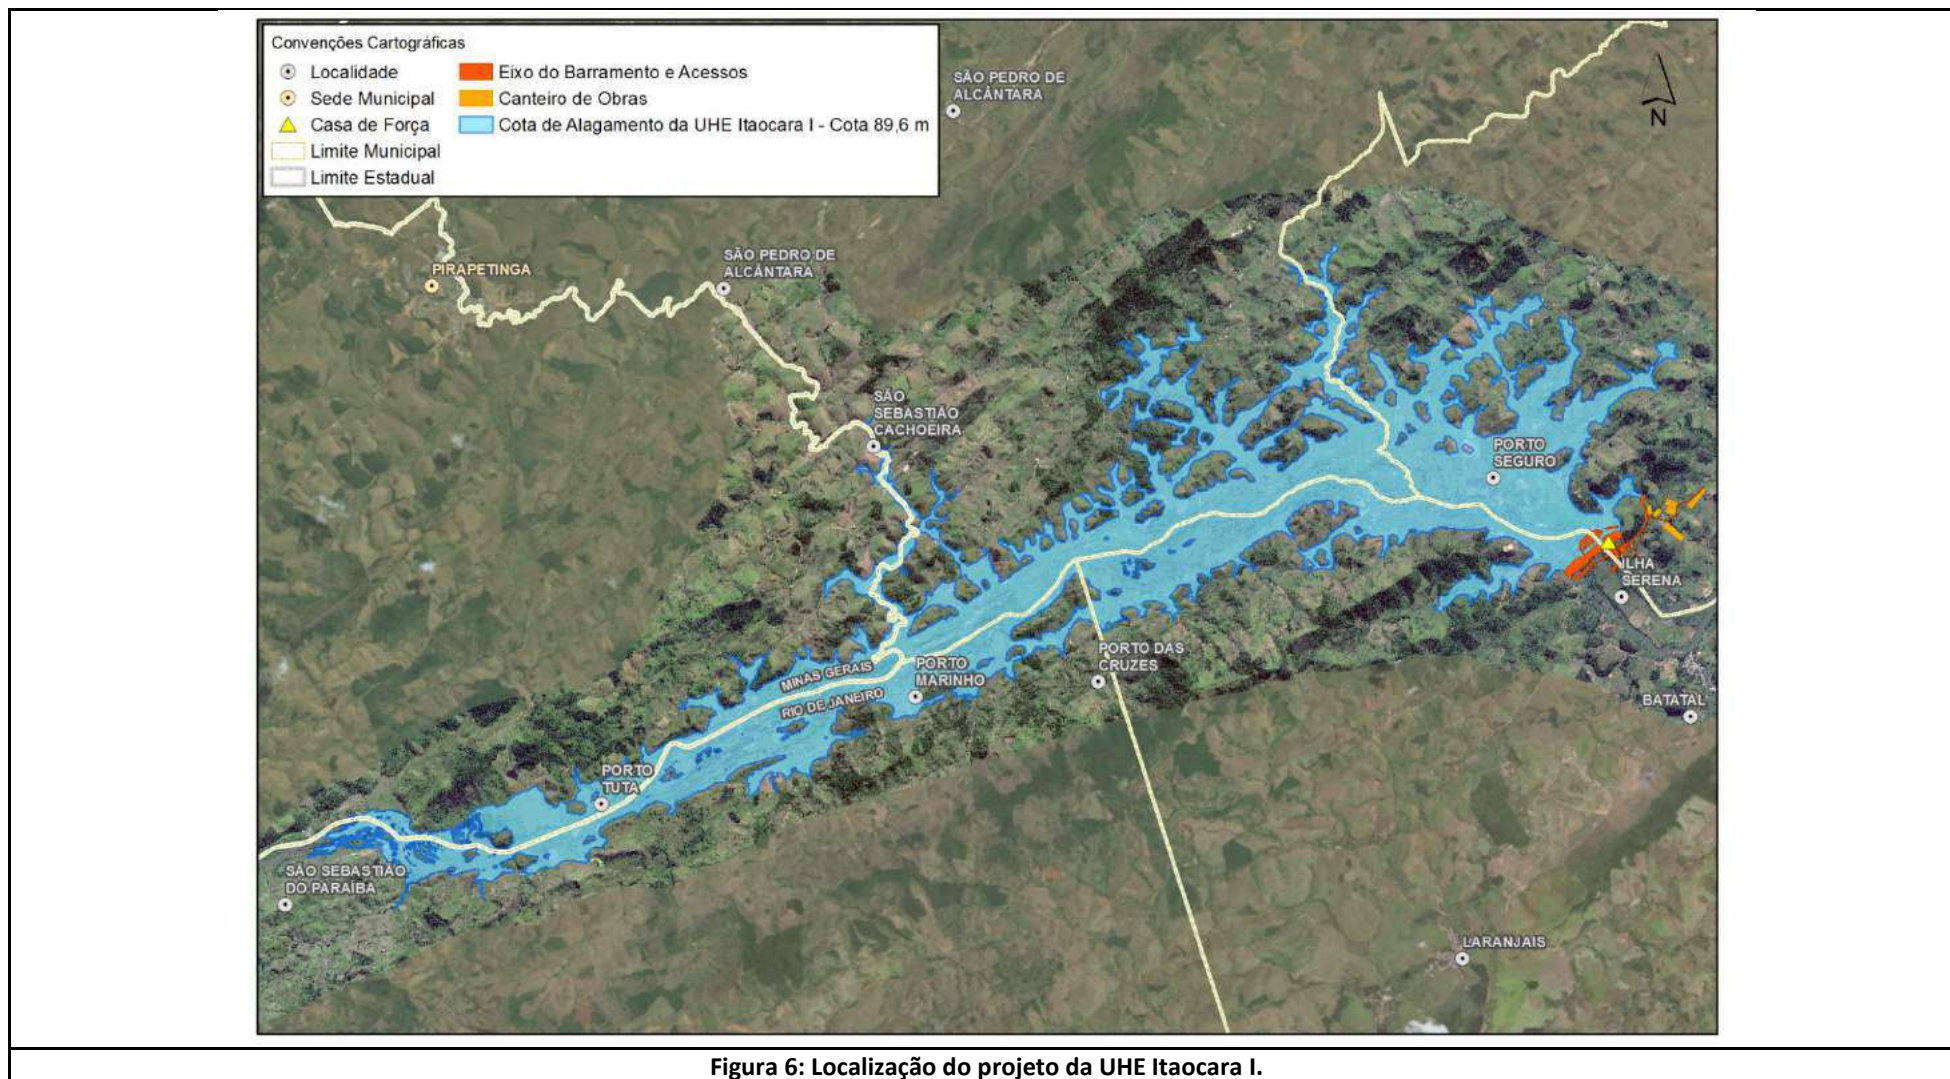 Convenções Cartográficas
Localidade
Sede Municipal
Casa de Força
Limite Municipal
Limite Estadual
Eixo do Barramento e Acessos
Canteiro de Obras
Cota de Alagamento da UHE Itaocara I - Cota 89,6 m
SÃO PEDRO DE
ALCÂNTARA
N
PIRAPETINGA
SÃO PEDRO DE
ALCÂNTARA
SÃO
SEBASTIÃO
CACHOEIRA
PORTO
SEGURO
ILHA
SERENA
MINAS GERAIS
RIO DE JANEIRO
PORTO
MARINHO
PORTO DAS
CRUZES
BATATAL
PORTO
TUTA
SÃO SEBASTIÃO
DO PARAÍBA
LARANJAIS
Figura 6: Localização do projeto da UHE Itaocara I.